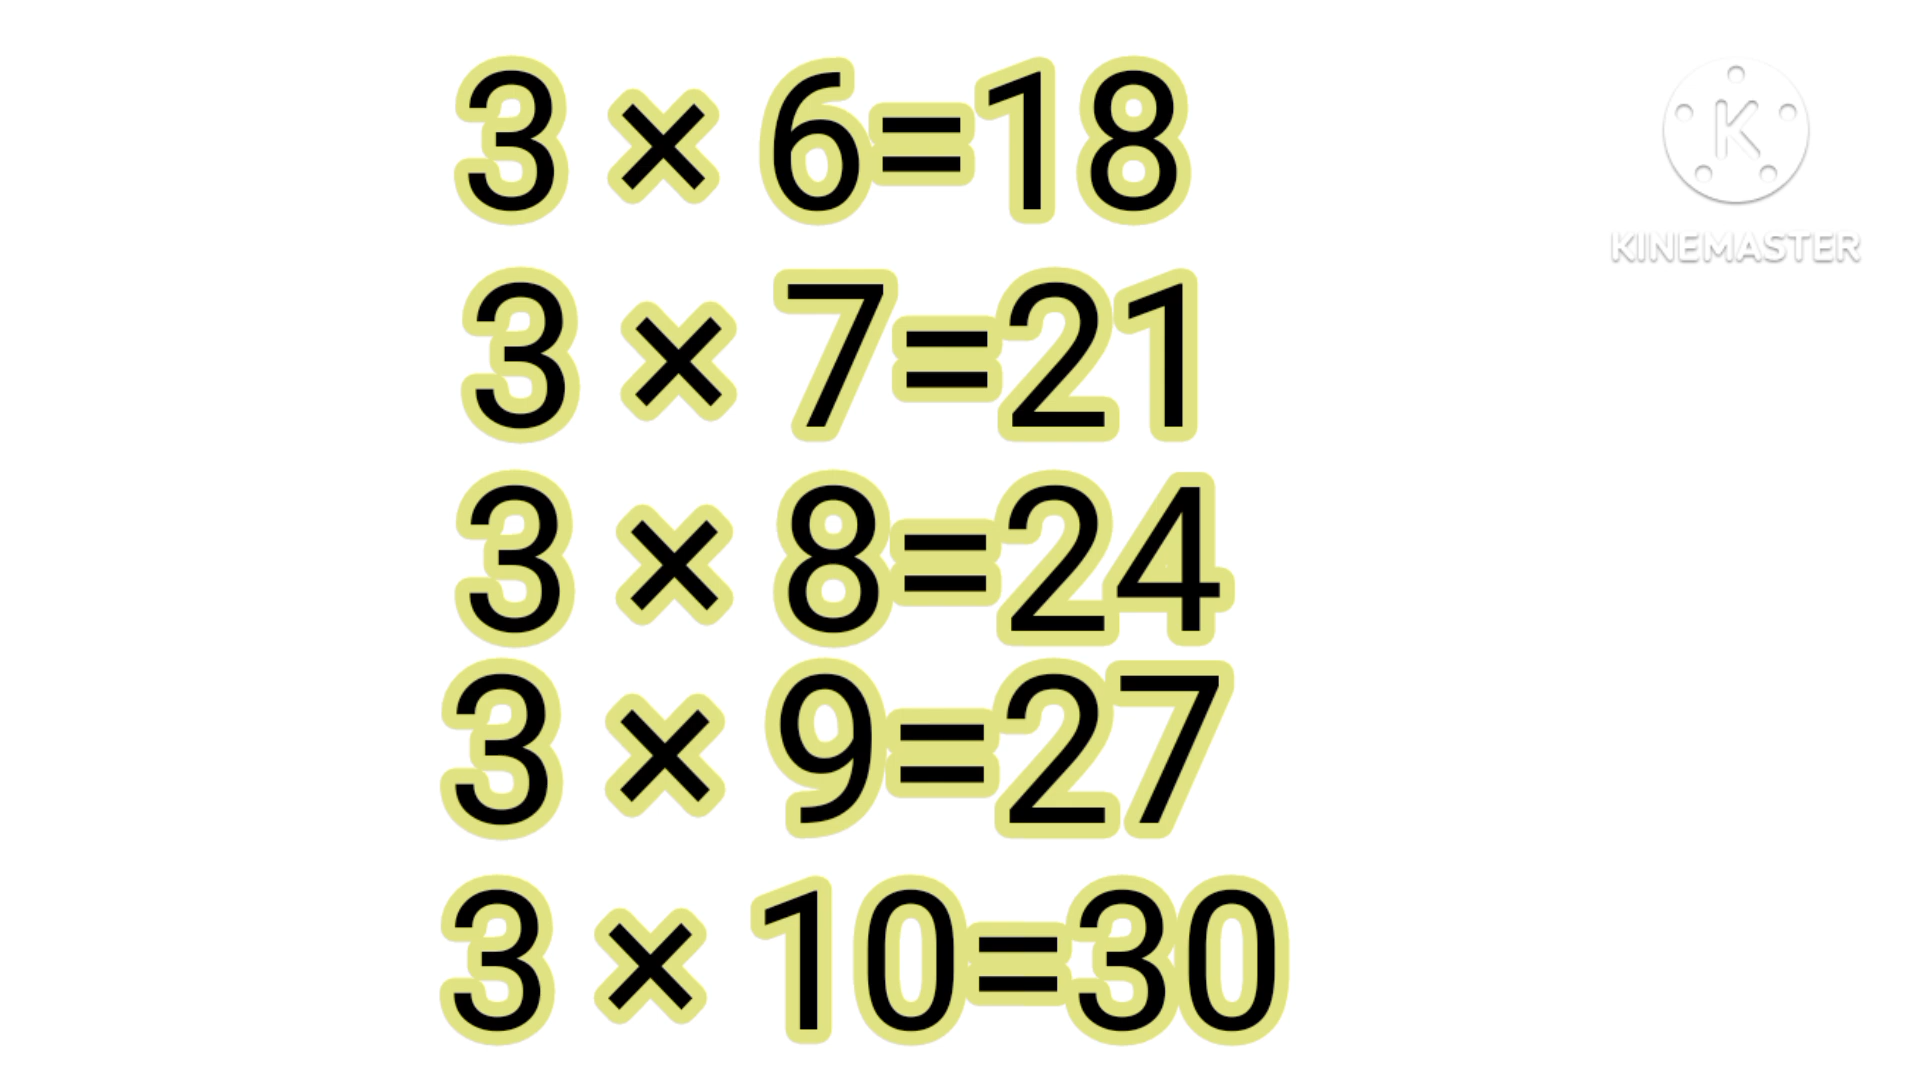 3 × 6=18
3 × 7=21
3 × 8=24
3 × 9=27
3 × 10=30
K
KINEMASTER